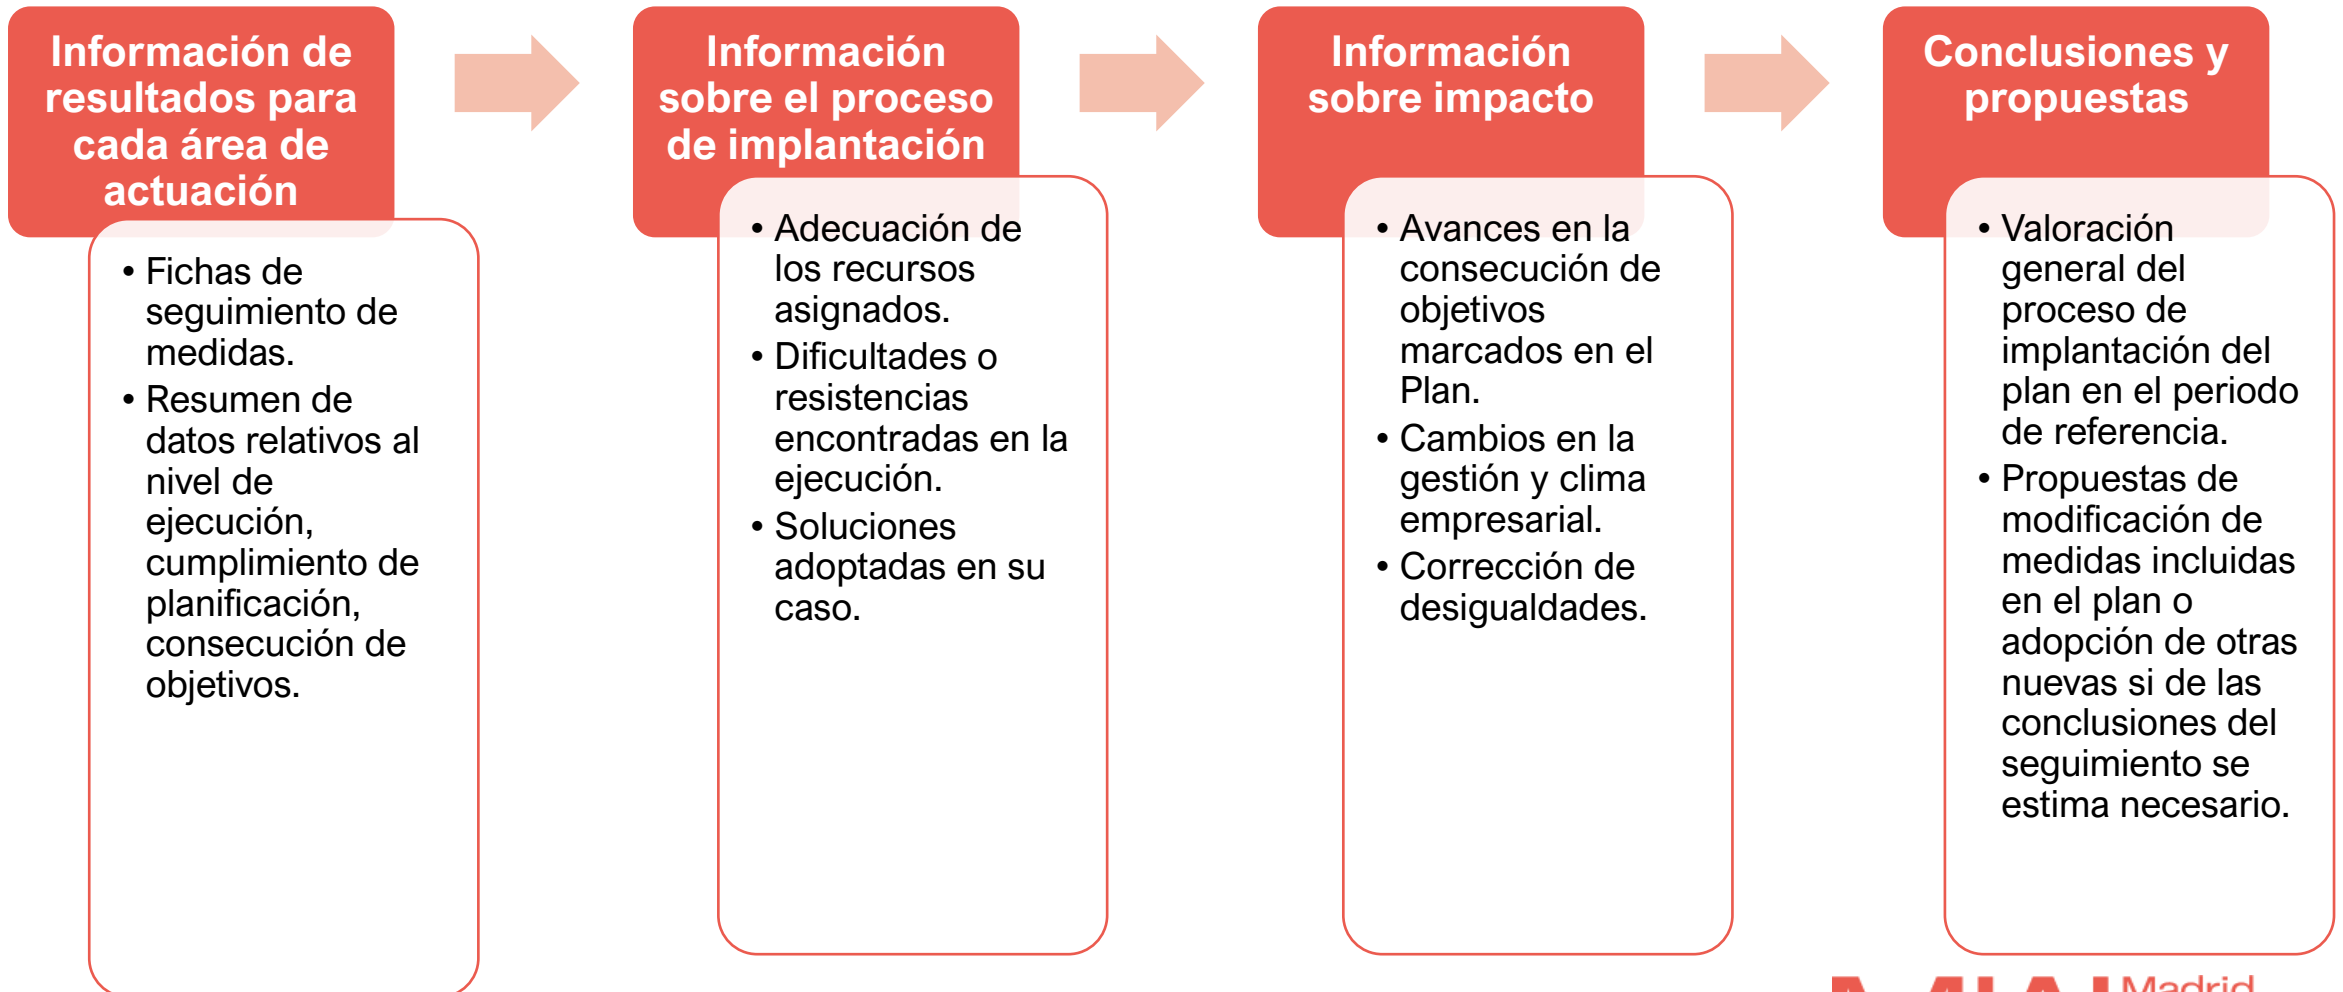 Información de
resultados para
cada área de
actuación
• Fichas de
seguimiento de
medidas.
• Resumen de
datos relativos al
nivel de
ejecución,
cumplimiento de
planificación,
consecución de
objetivos.
Información
sobre el proceso
de implantación
• Adecuación de
los recursos
asignados.
• Dificultades o
resistencias
encontradas en la
ejecución.
• Soluciones
adoptadas en su
caso.
Información
sobre impacto
• Avances en la
consecución de
objetivos
marcados en el
Plan.
• Cambios en la
gestión y clima
empresarial.
• Corrección de
desigualdades.
Conclusiones y
propuestas
• Valoración
general del
proceso de
implantación del
plan en el periodo
de referencia.
• Propuestas de
modificación de
medidas incluidas
en el plan o
adopción de otras
nuevas si de las
conclusiones del
seguimiento se
estima necesario.
Madrid